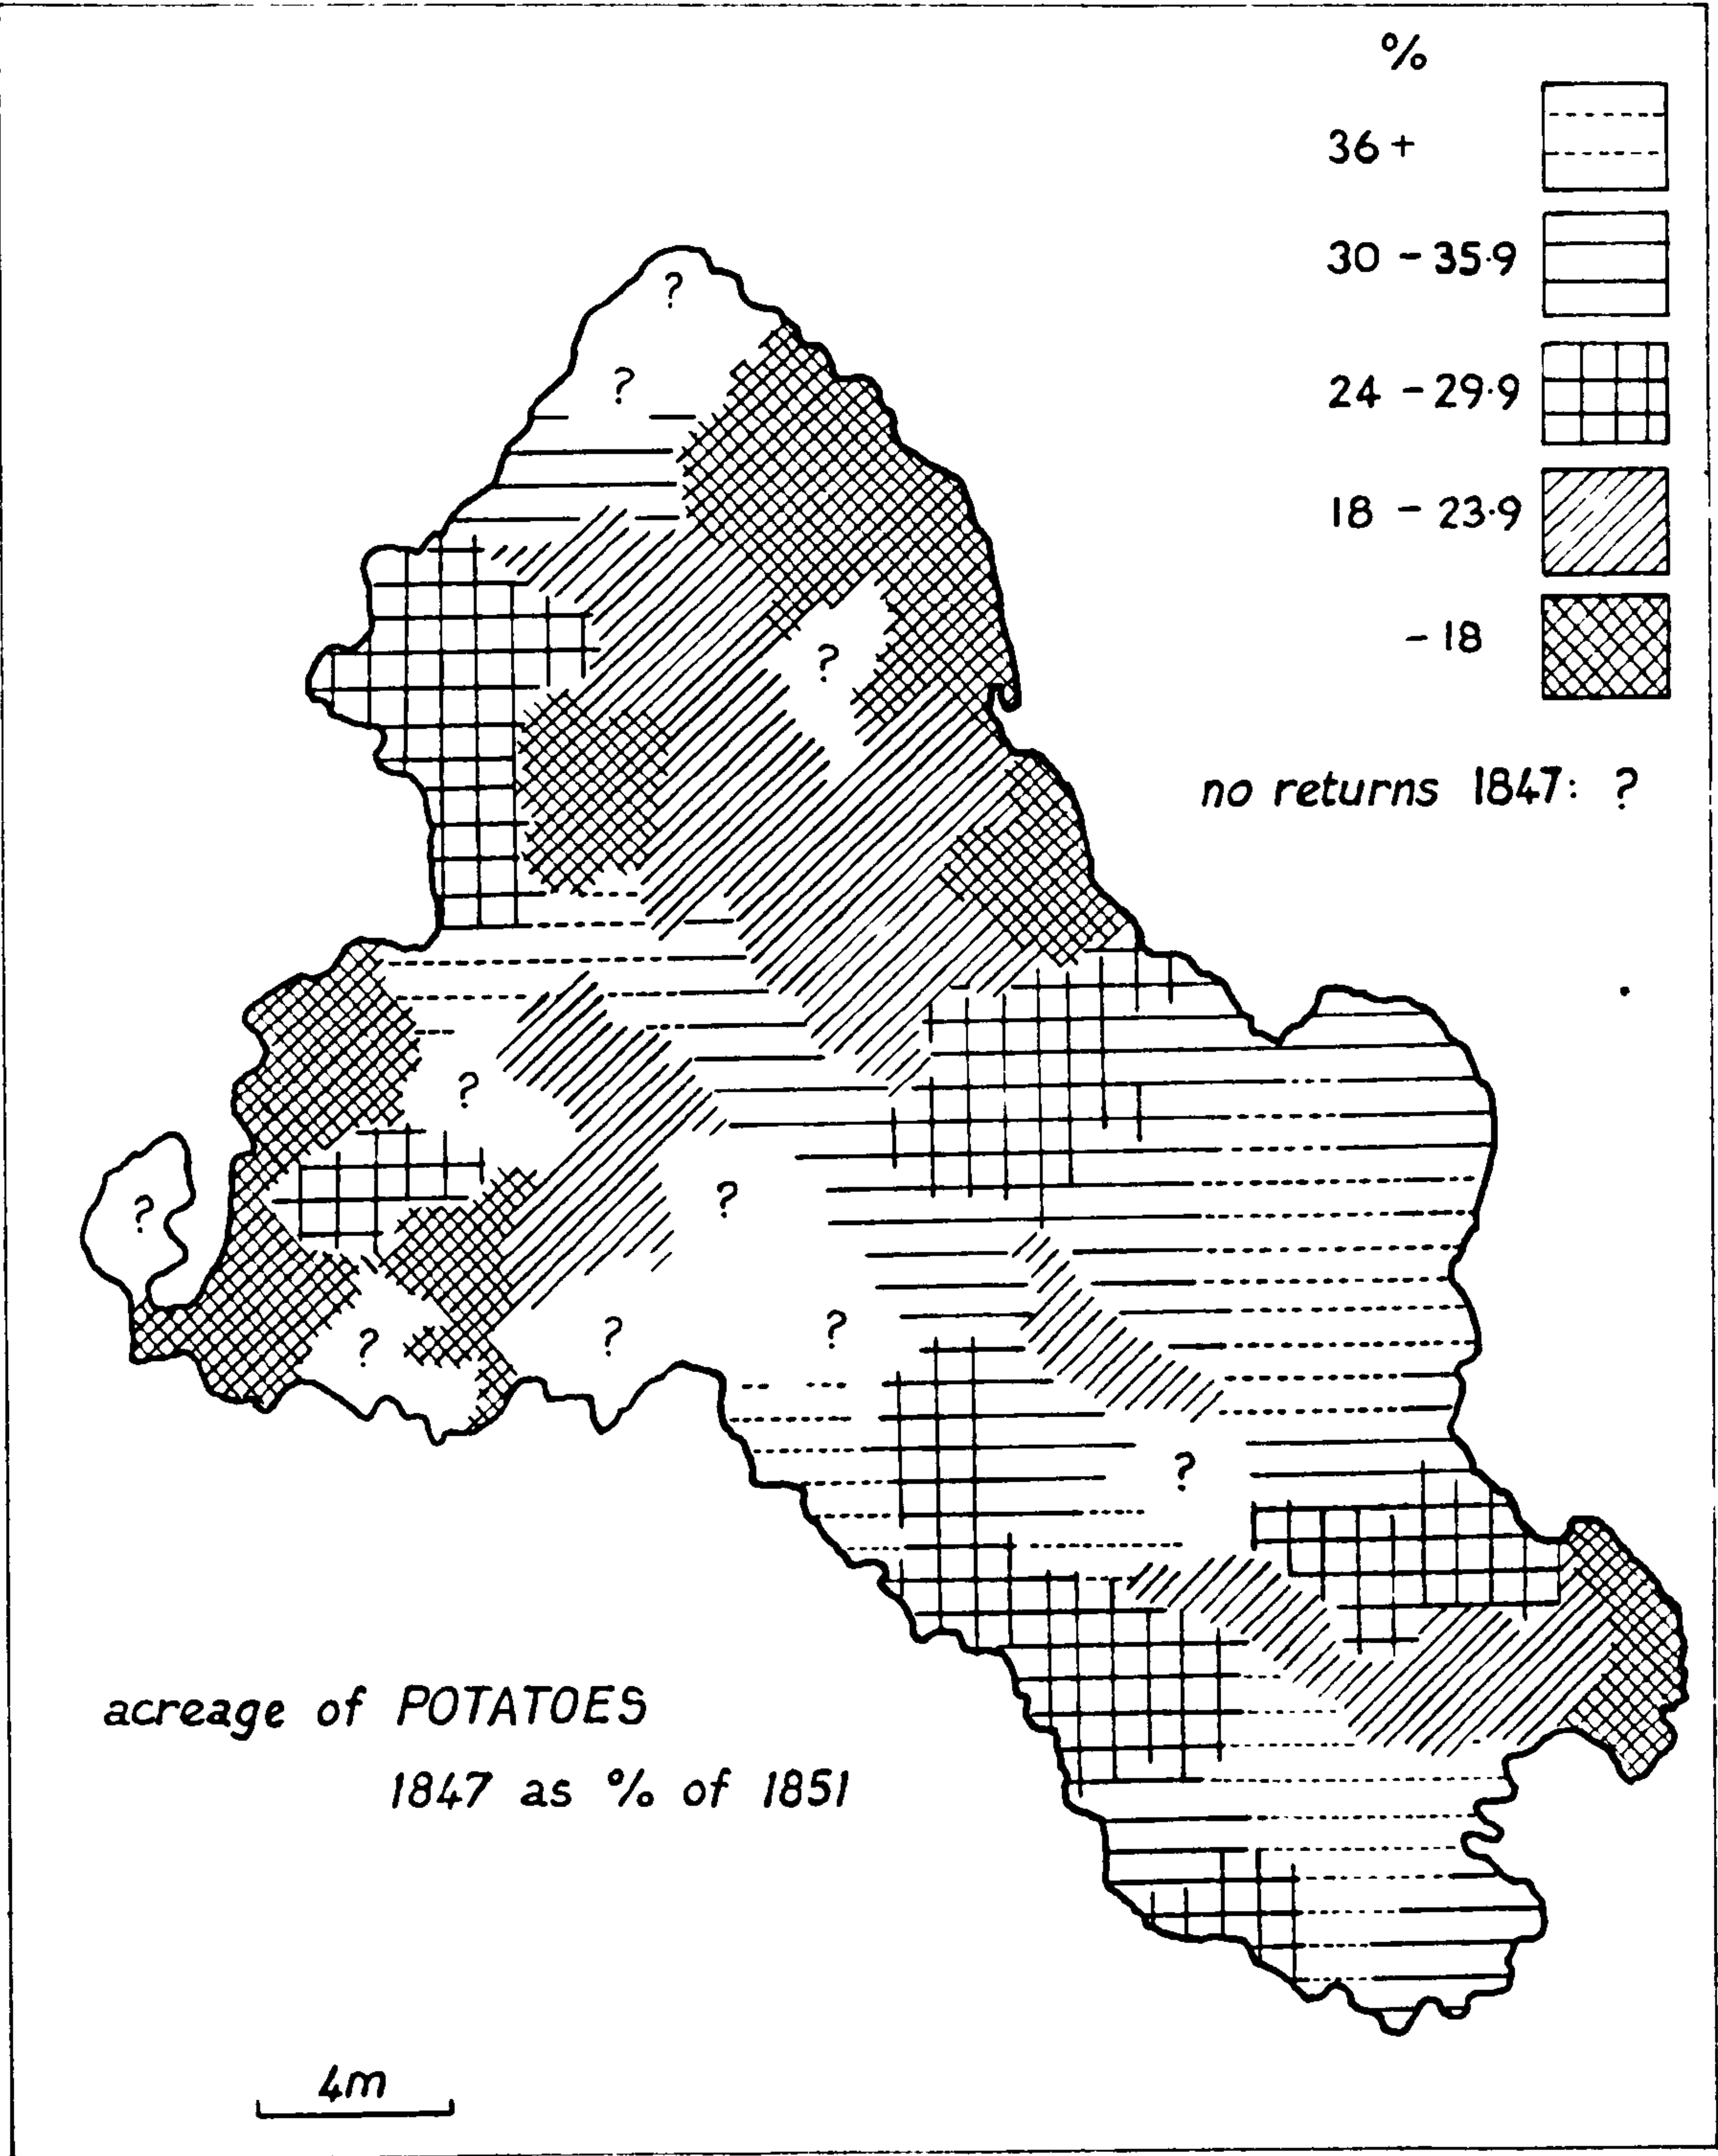 %
36 +
30 - 35·9
24 - 29·9
18 - 23·9
- 18
no returns 1847: ?
?
?
?
?
?
?
?
?
?
?
?
acreage of POTATOES
1847 as % of 1851
4m